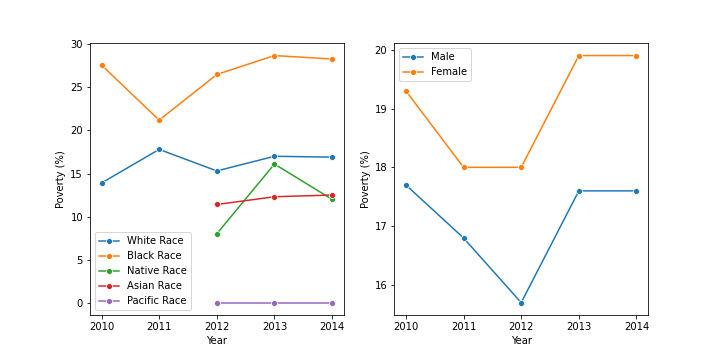 30
25
20
15
10
5
0
Poverty (%)
White Race
Black Race
Native Race
Asian Race
Pacific Race
2010 2011 2012 2013 2014
Year
20
19
18
17
16
Poverty (%)
Male
Female
2010 2011 2012 2013 2014
Year